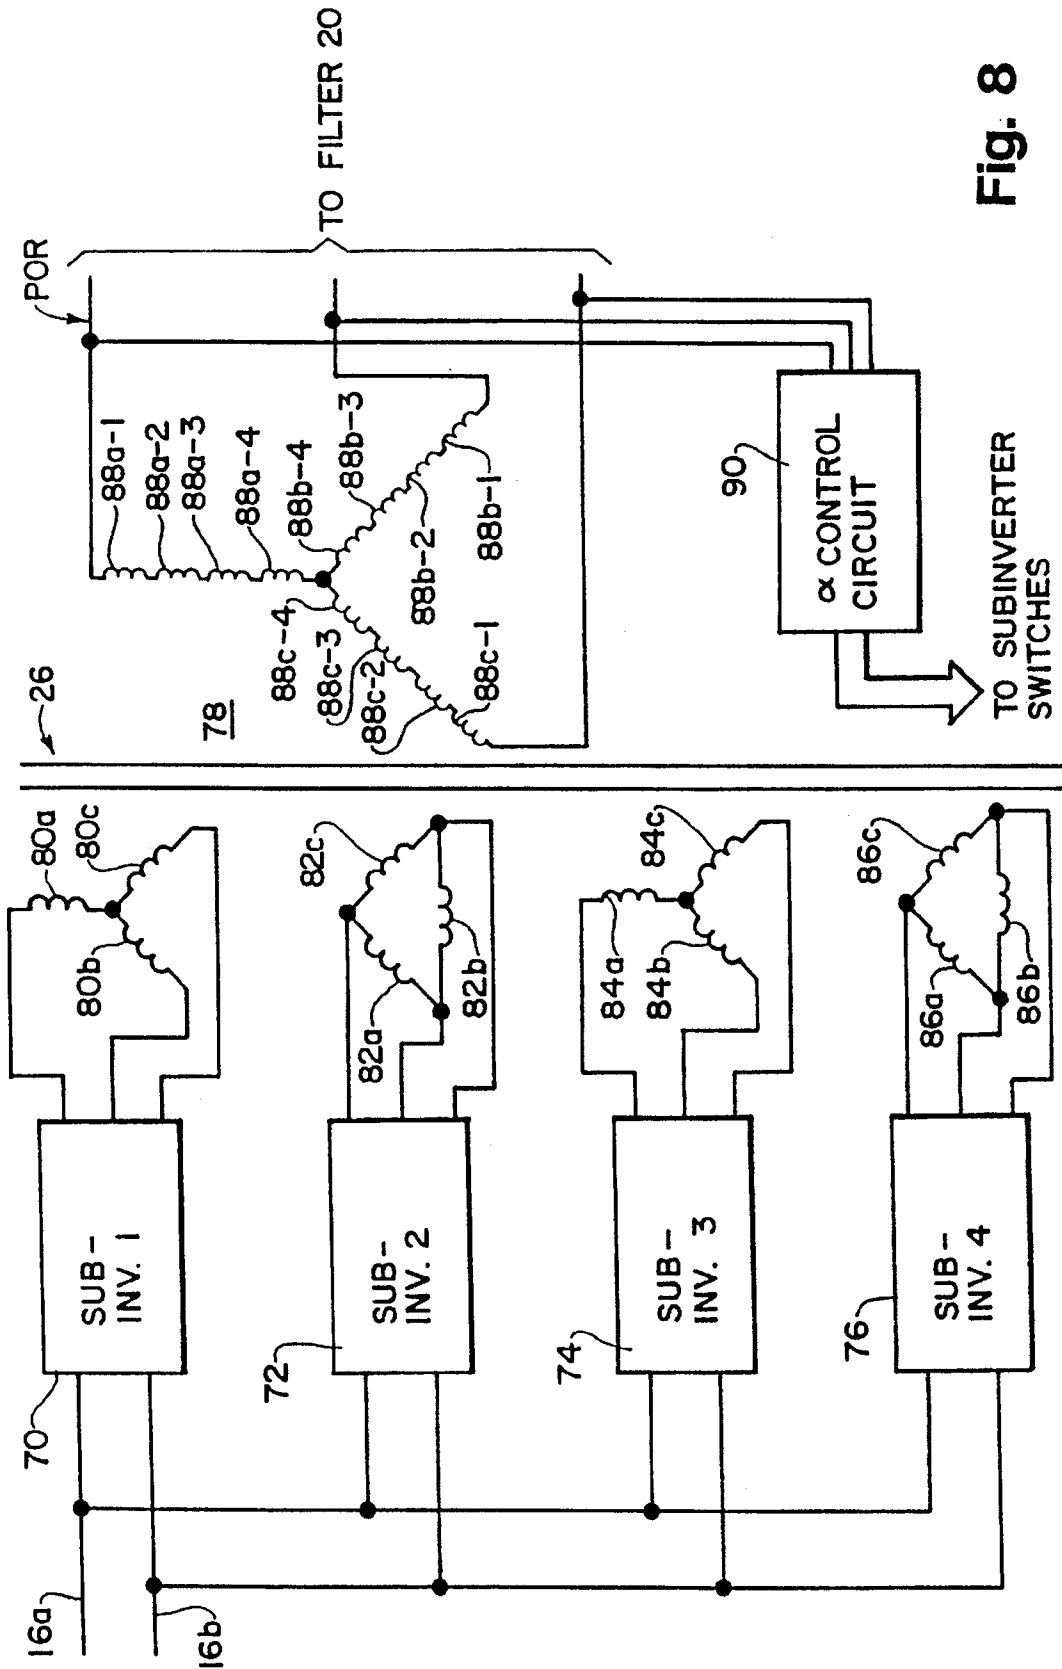 16a
16b
70
SUB-
INV. 1
72
SUB-
INV. 2
74
SUB-
INV. 3
76
SUB-
INV. 4
80a
80b
80c
82a
82b
82c
84a
84b
84c
86a
86b
86c
26
78
88a-1
88a-2
88a-3
88a-4
88b-4
88b-3
88b-2
88b-1
88c-4
88c-3
88c-2
88c-1
POR
TO FILTER 20
90
α CONTROL
CIRCUIT
TO SUBINVERTER
SWITCHES
Fig. 8